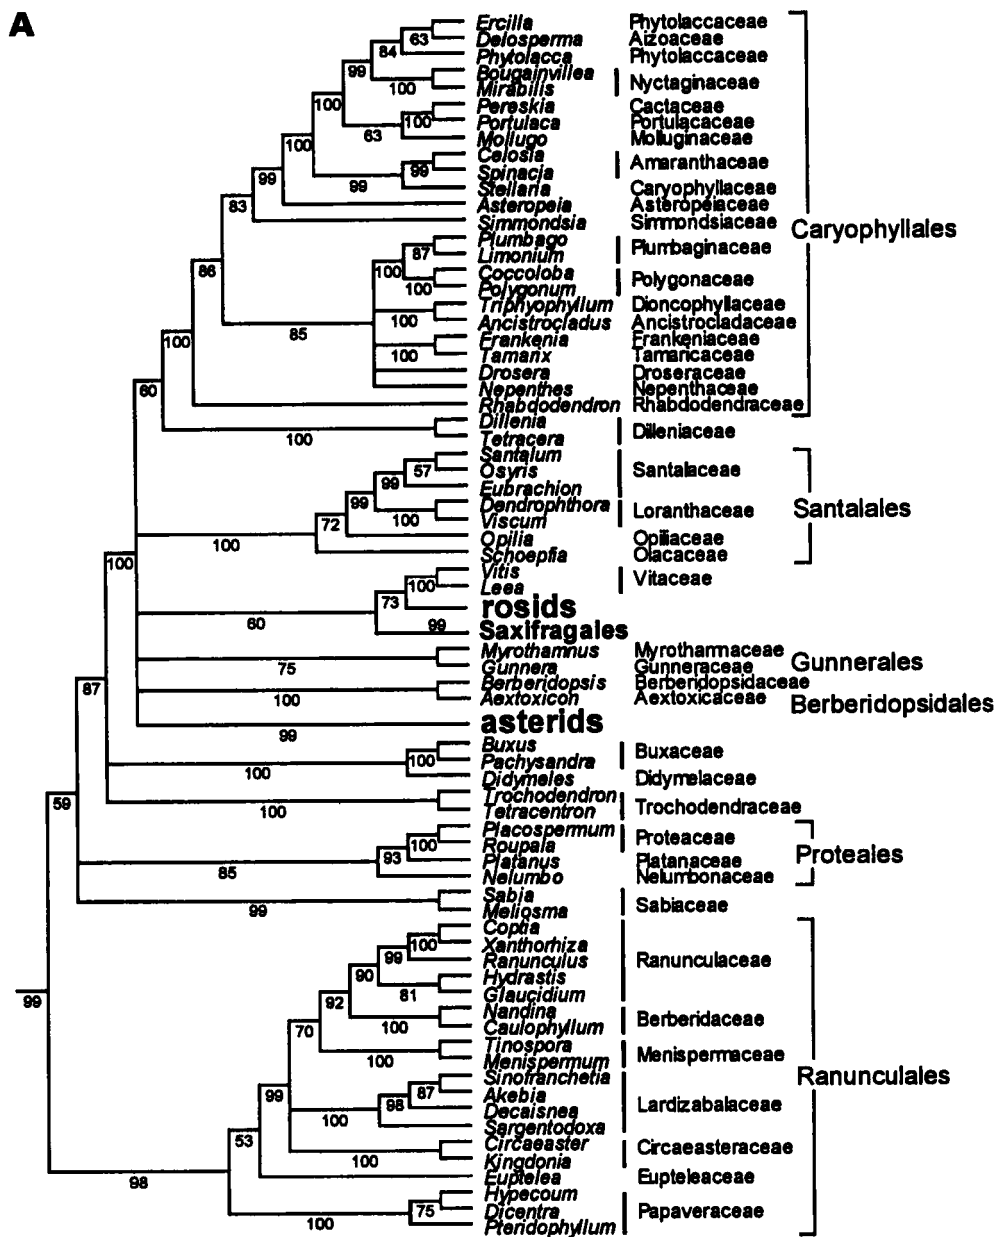 A
Ercilla Phytolaccaceae
63
Delosperma Aizoaceae
84
Phytolacca Phytolaccaceae
99
Bougainvillea
Nyctaginaceae
100
Mirabilis
100
Pereskia Cactaceae
100
Portulaca Portulacaceae
63
Mollugo Molluginaceae
100
Celosia
Amaranthaceae
99
Spinacia
99
99
Stellaria Caryophyllaceae
83
Asteropeia Asteropeiaceae
Simmondsia Simmondsiaceae
Caryophyllales
Plumbago
Plumbaginaceae
87
Limonium
86
100
Coccoloba
Polygonaceae
100
Polygonum
Triphyophyllum Dioncophyllaceae
100
Ancistrocladus Ancistrocladaceae
85
100
Frankenia Frankeniaceae
100
Tamarix Tamaricaceae
Drosera Droseraceae
60
Nepenthes Nepenthaceae
Rhabdodendron Rhabdodendraceae
Dillenia
Dilleniaceae
100
Tetracera
Santalum
57
Osyris Santalaceae
99
Eubrachion
99
Dendrophthora
Loranthaceae
Santalales
100
Viscum
72
Opilia Opiliaceae
100
Schoepfia Olacaceae
100
Vitis
Vitaceae
100
Leea
73
rosids
60
99
Saxifragales
Myrothamnus Myrothamnaceae
75
Gunnera Gunneraceae
Gunnerales
87
Berberidopsis Berberidopsidaceae
100
Aextoxicon Aextoxicaceae
Berberidopsidales
asterids
99
Buxus
Buxaceae
100
Pachysandra
100
Didymeles Didymelaceae
59
Trochodendron
Trochodendraceae
100
Tetracentron
Placospermum
Proteaceae
100
Roupala
93
Platanus Platanaceae
Proteales
85
Nelumbo Nelumbonaceae
Sabia
Sabiaceae
99
Meliosma
Coptia
100
Xanthorhiza
99
Ranunculus Ranunculaceae
90
Hydrastis
81
Glaucidium
99
92
Nandina
Berberidaceae
100
Caulophyllum
70
Tinospora
Menispermaceae
100
Menispermum
Ranunculales
Sinofranchetia
87
Akebia
99
98
Decaisnea Lardizabalaceae
100
Sargentodoxa
53
Circaeaster
Circaeasteraceae
100
Kingdonia
98
Euptelea Eupteleaceae
Hypecoum
75
Dicentra Papaveraceae
100
Pteridophyllum